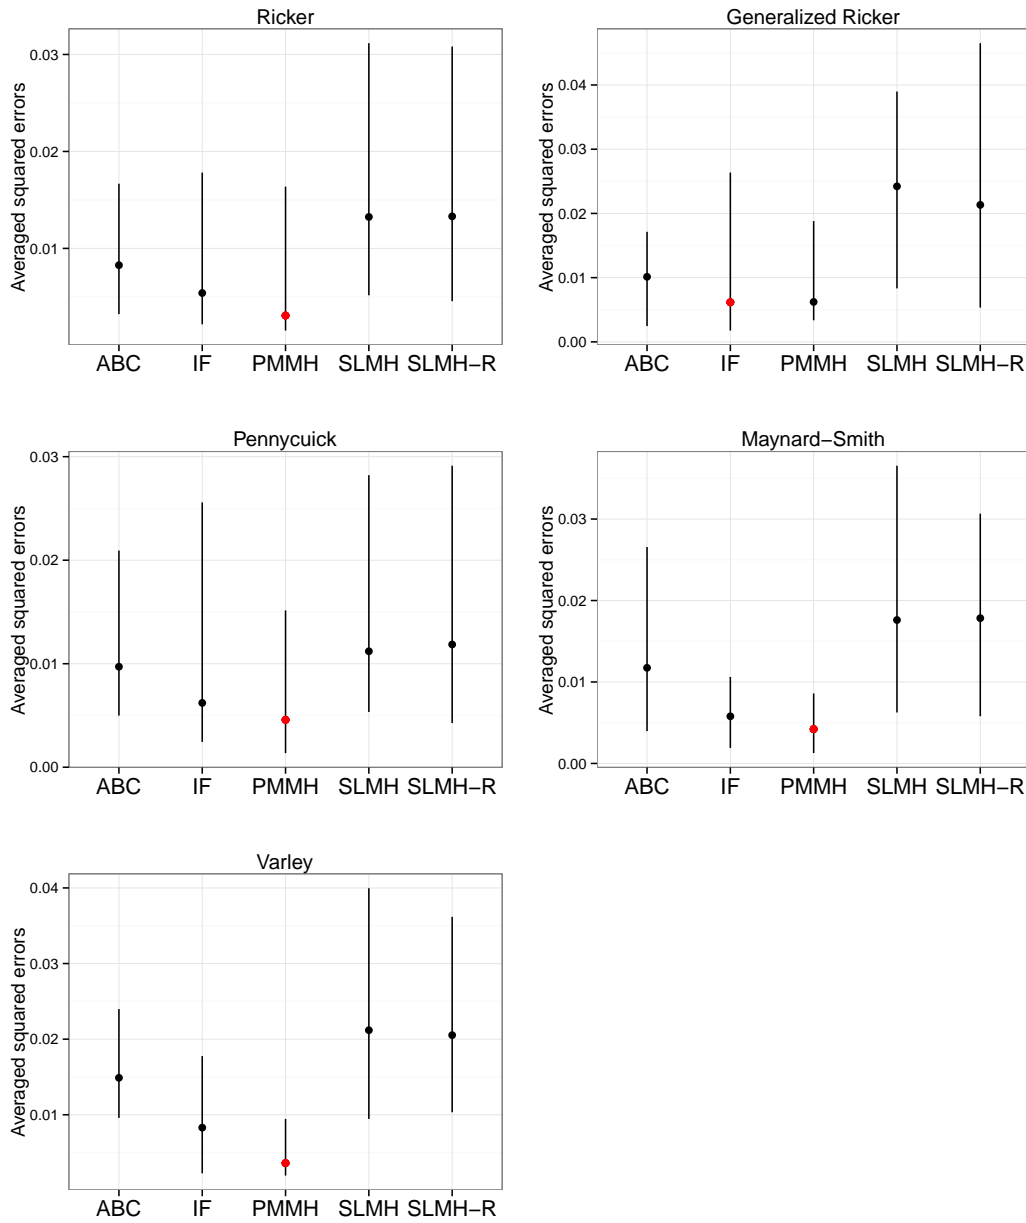 Ricker
Averaged squared errors
0.03
0.02
0.01
ABC IF PMMH SLMH SLMH−R
Generalized Ricker
Averaged squared errors
0.04
0.03
0.02
0.01
0.00
ABC IF PMMH SLMH SLMH−R
Pennycuick
Averaged squared errors
0.03
0.02
0.01
0.00
ABC IF PMMH SLMH SLMH−R
Maynard−Smith
Averaged squared errors
0.03
0.02
0.01
0.00
ABC IF PMMH SLMH SLMH−R
Varley
Averaged squared errors
0.04
0.03
0.02
0.01
ABC IF PMMH SLMH SLMH−R